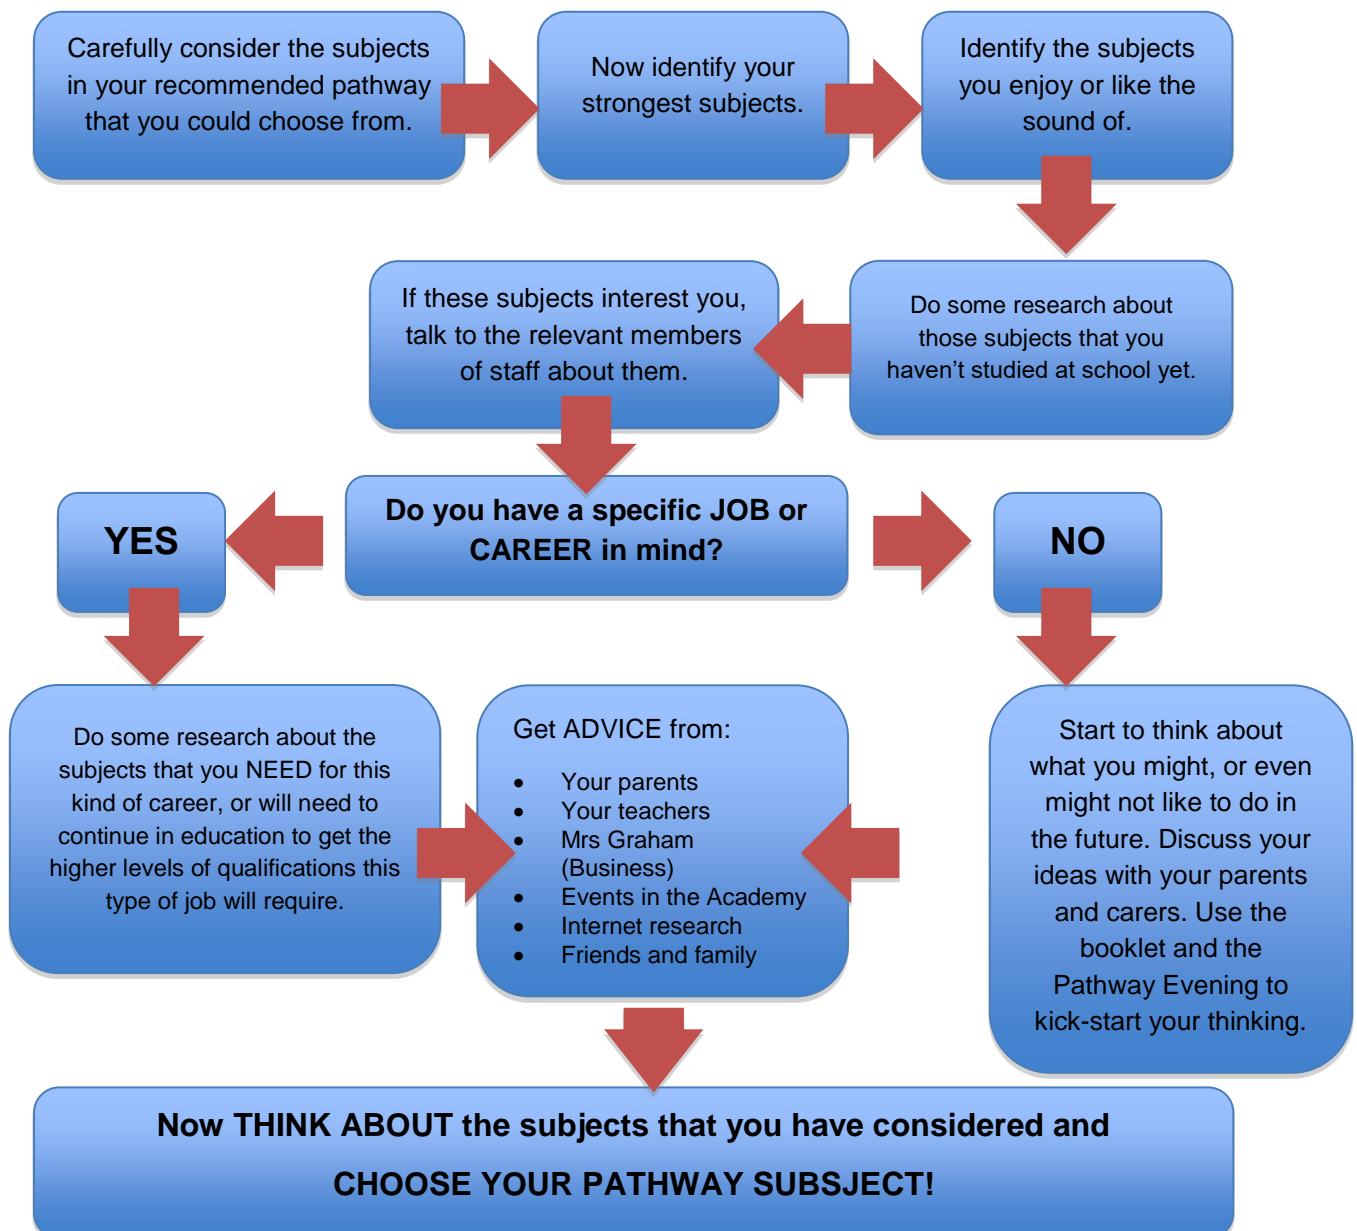 Carefully consider the subjects
in your recommended pathway
that you could choose from.
Now identify your
strongest subjects.
Identify the subjects
you enjoy or like the
sound of.
Do some research about
those subjects that you
haven't studied at school yet.
If these subjects interest you,
talk to the relevant members
of staff about them.
Do you have a specific JOB or
CAREER in mind?
YES
NO
Do some research about the
subjects that you NEED for this
kind of career, or will need to
continue in education to get the
higher levels of qualifications this
type of job will require.
Get ADVICE from:
• Your parents
• Your teachers
• Mrs Graham
(Business)
• Events in the Academy
• Internet research
• Friends and family
Start to think about
what you might, or even
might not like to do in
the future. Discuss your
ideas with your parents
and carers. Use the
booklet and the
Pathway Evening to
kick-start your thinking.
Now THINK ABOUT the subjects that you have considered and
CHOOSE YOUR PATHWAY SUBSJECT!